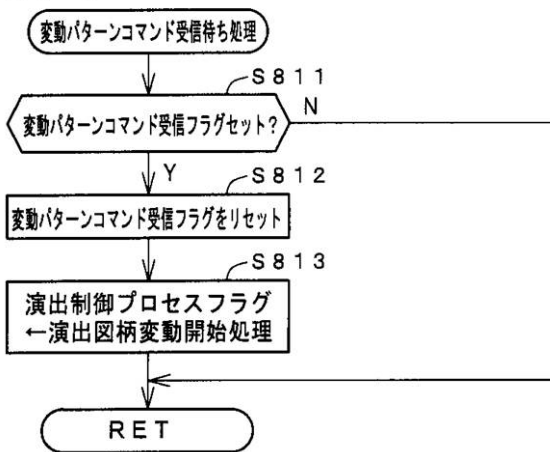 変動パターンコマンド受信待ち処理
S811
変動パターンコマンド受信フラグセット?
N
Y
S812
変動パターンコマンド受信フラグをリセット
S813
演出制御プロセスフラグ
←演出図柄変動開始処理
RET